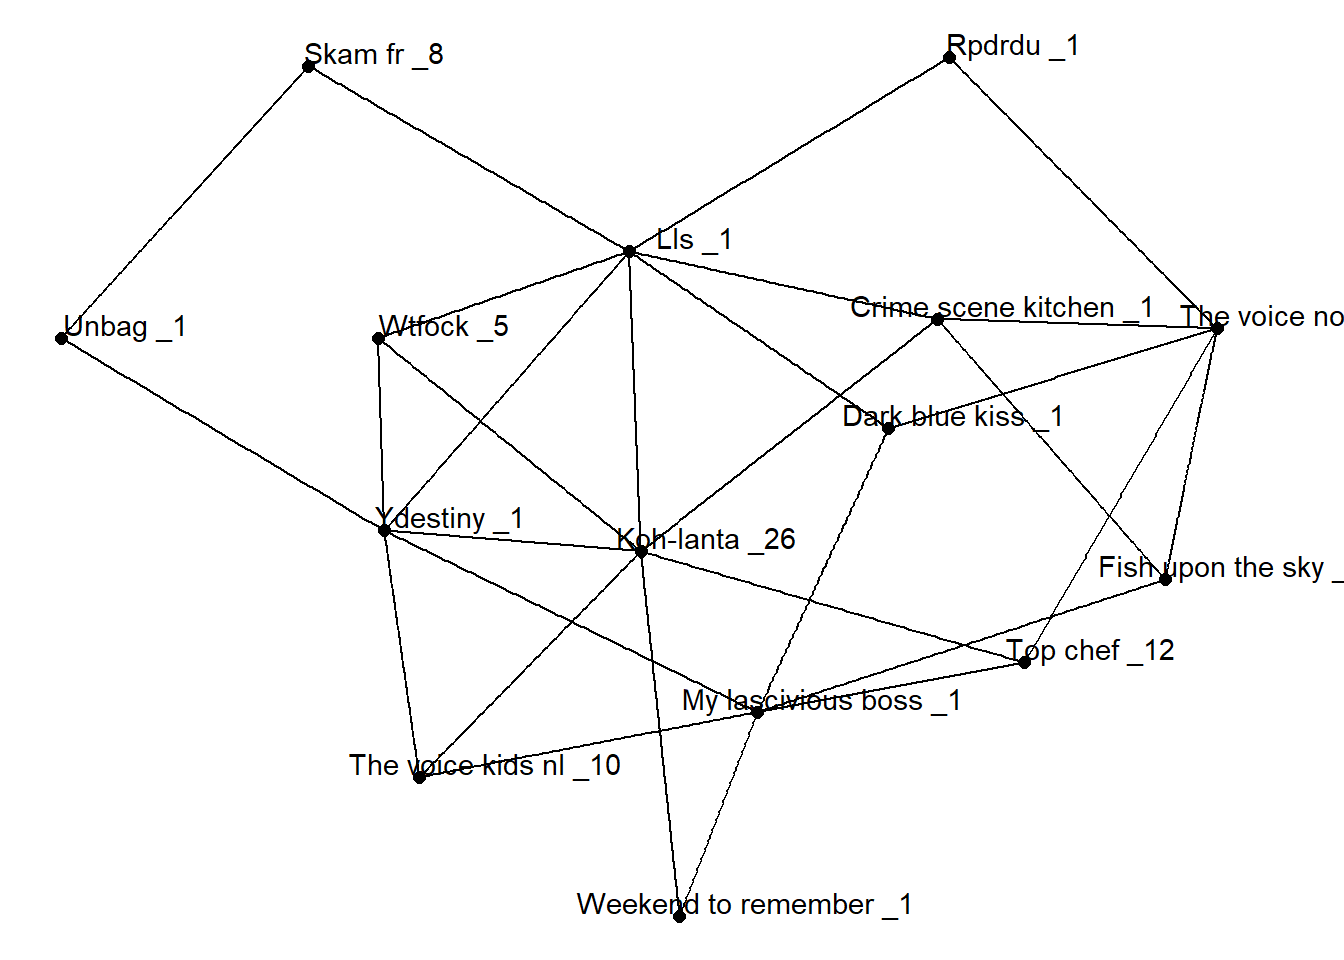 Skam fr _8
Rpdrdu _1
Lls _1
Crime scene kitchen _1
The voice no
Unbag _1
Wtfock _5
Dark blue kiss _1
Ydestiny _1
Koh-lanta _26
Fish upon the sky _
Top chef _12
My lascivious boss _1
The voice kids nl _10
Weekend to remember _1